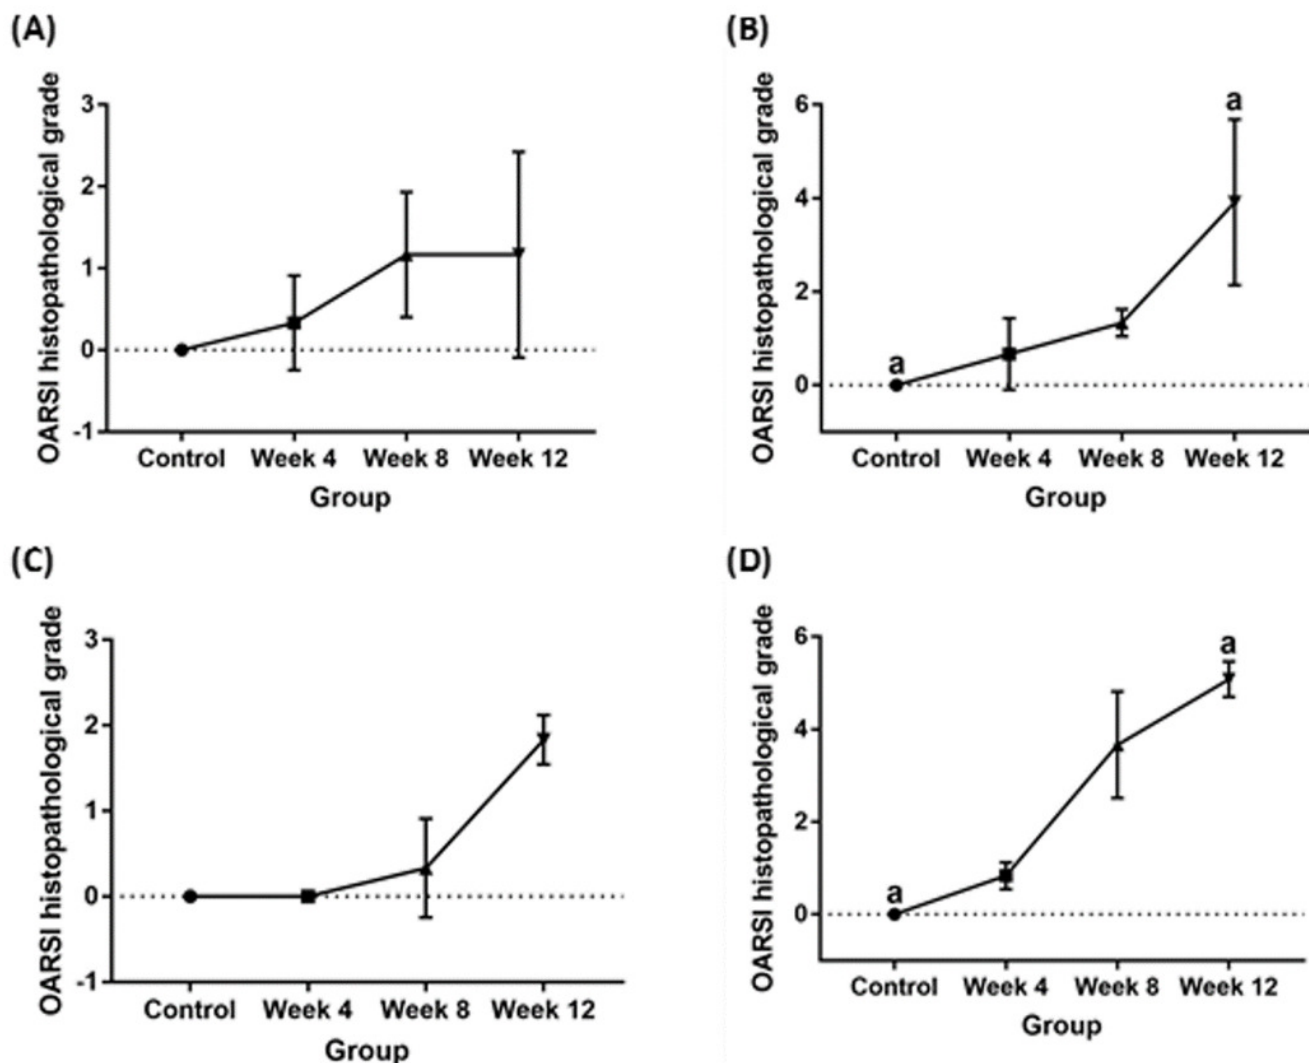 (A)
OARSI histopathological grade
3
2
1
0
-1
Control Week 4 Week 8 Week 12
Group
(B)
OARSI histopathological grade
6
4
2
0
a
a
Control Week 4 Week 8 Week 12
Group
(C)
OARSI histopathological grade
3
2
1
0
-1
Control Week 4 Week 8 Week 12
Group
(D)
OARSI histopathological grade
6
4
2
0
a
a
Control Week 4 Week 8 Week 12
Group